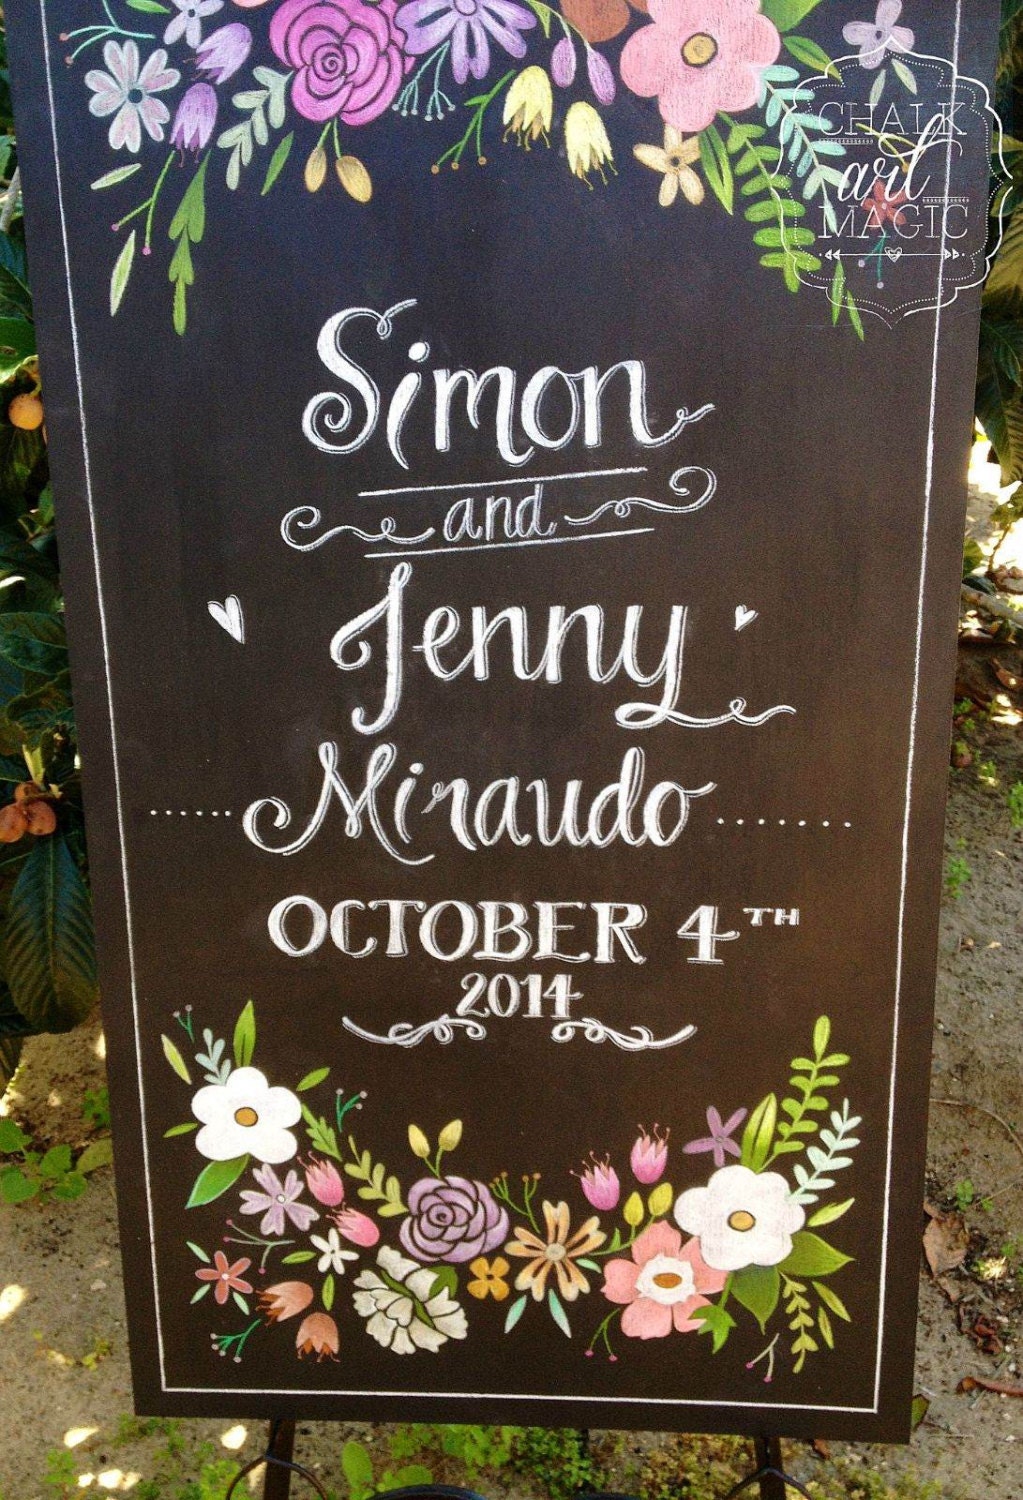 CHALK
art
MAGIC
Simon
and
Jenny
Miraudo
OCTOBER 4TH
2014